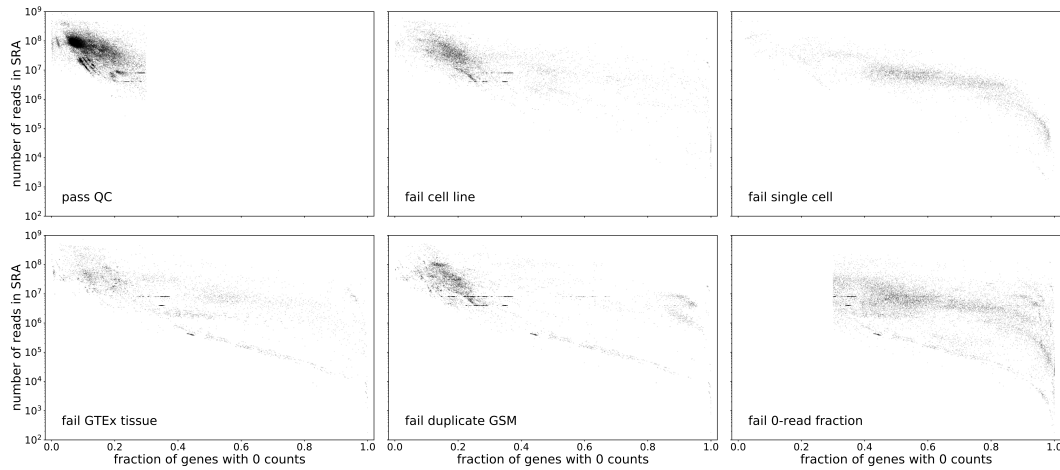 10⁹
10⁸
10⁷
10⁶
10⁵
10⁴
10³
10²
number of reads in SRA
pass QC
fail cell line
fail single cell
10⁹
10⁸
10⁷
10⁶
10⁵
10⁴
10³
10²
number of reads in SRA
fail GTEx tissue
fail duplicate GSM
fail 0-read fraction
0.0 0.2 0.4 0.6 0.8 1.0
0.0 0.2 0.4 0.6 0.8 1.0
0.0 0.2 0.4 0.6 0.8 1.0
fraction of genes with 0 counts
fraction of genes with 0 counts
fraction of genes with 0 counts